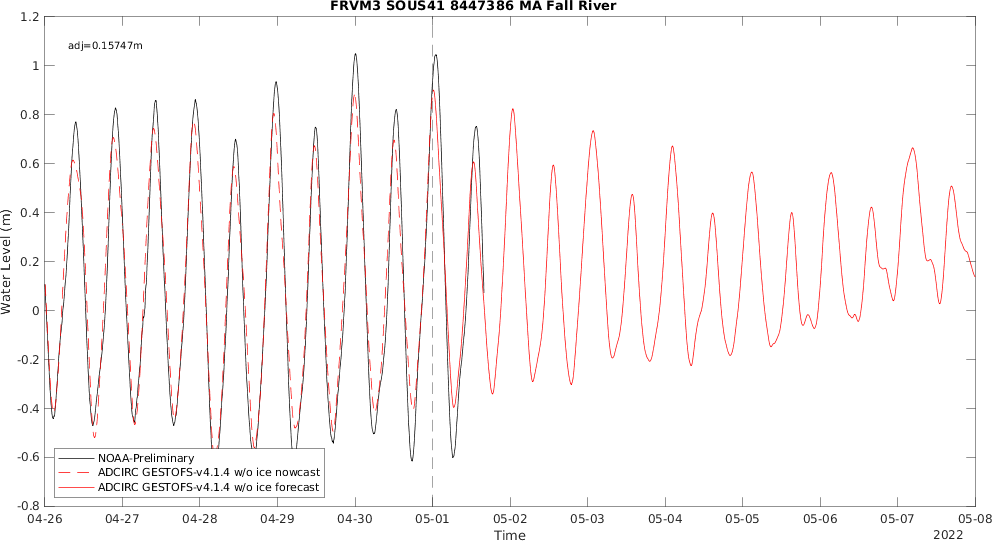 FRVM3 SOUS41 8447386 MA Fall River
adj=0.15747m
1.2
1
0.8
0.6
0.4
0.2
0
-0.2
-0.4
-0.6
-0.8
Water Level (m)
NOAA-Preliminary
ADCIRC GESTOFS-v4.1.4 w/o ice nowcast
ADCIRC GESTOFS-v4.1.4 w/o ice forecast
04-26 04-27 04-28 04-29 04-30 05-01 05-02 05-03 05-04 05-05 05-06 05-07 05-08
Time
2022